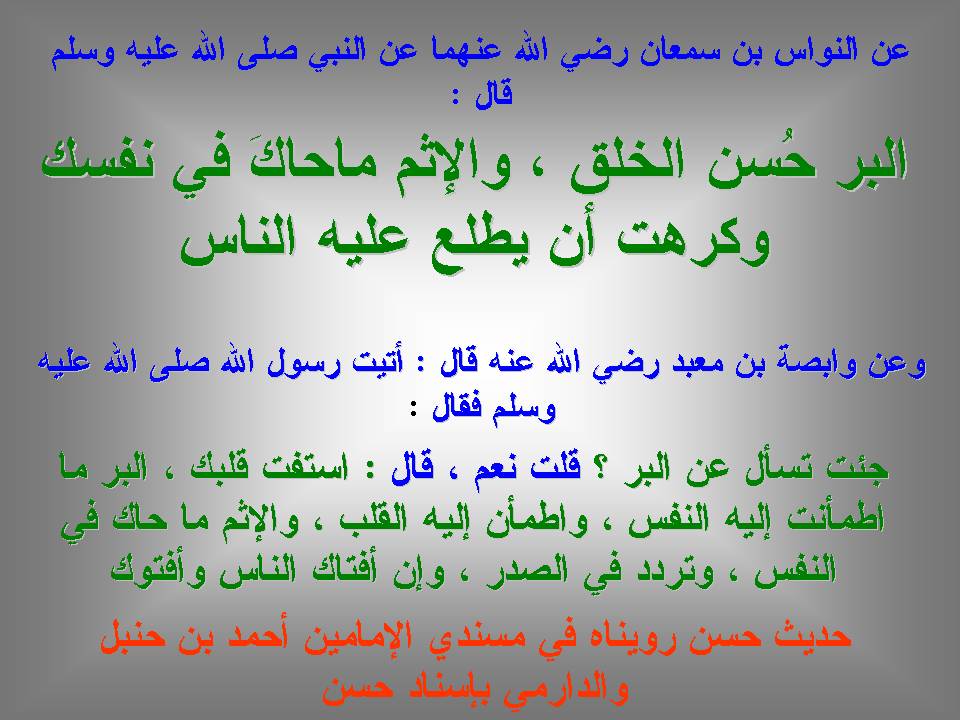 عن النواس بن سمعان رضي الله عنهما عن النبي صلى الله عليه وسلم
قال :
البر حُسن الخلق ، والإثم ماحاكَ في نفسك
وكرهت أن يطلع عليه الناس
وعن وابصة بن معبد رضي الله عنه قال : أتيت رسول الله صلى الله عليه
وسلم فقال :
جئت تسأل عن البر ؟ قلت نعم ، قال : استفت قلبك ، البر ما
اطمأنت إليه النفس ، واطمأن إليه القلب ، والإثم ما حاك في
النفس ، وتردد في الصدر ، وإن أفتاك الناس وأفتوك
حديث حسن رويناه في مسندي الإمامين أحمد بن حنبل
والدارمي بإسناد حسن